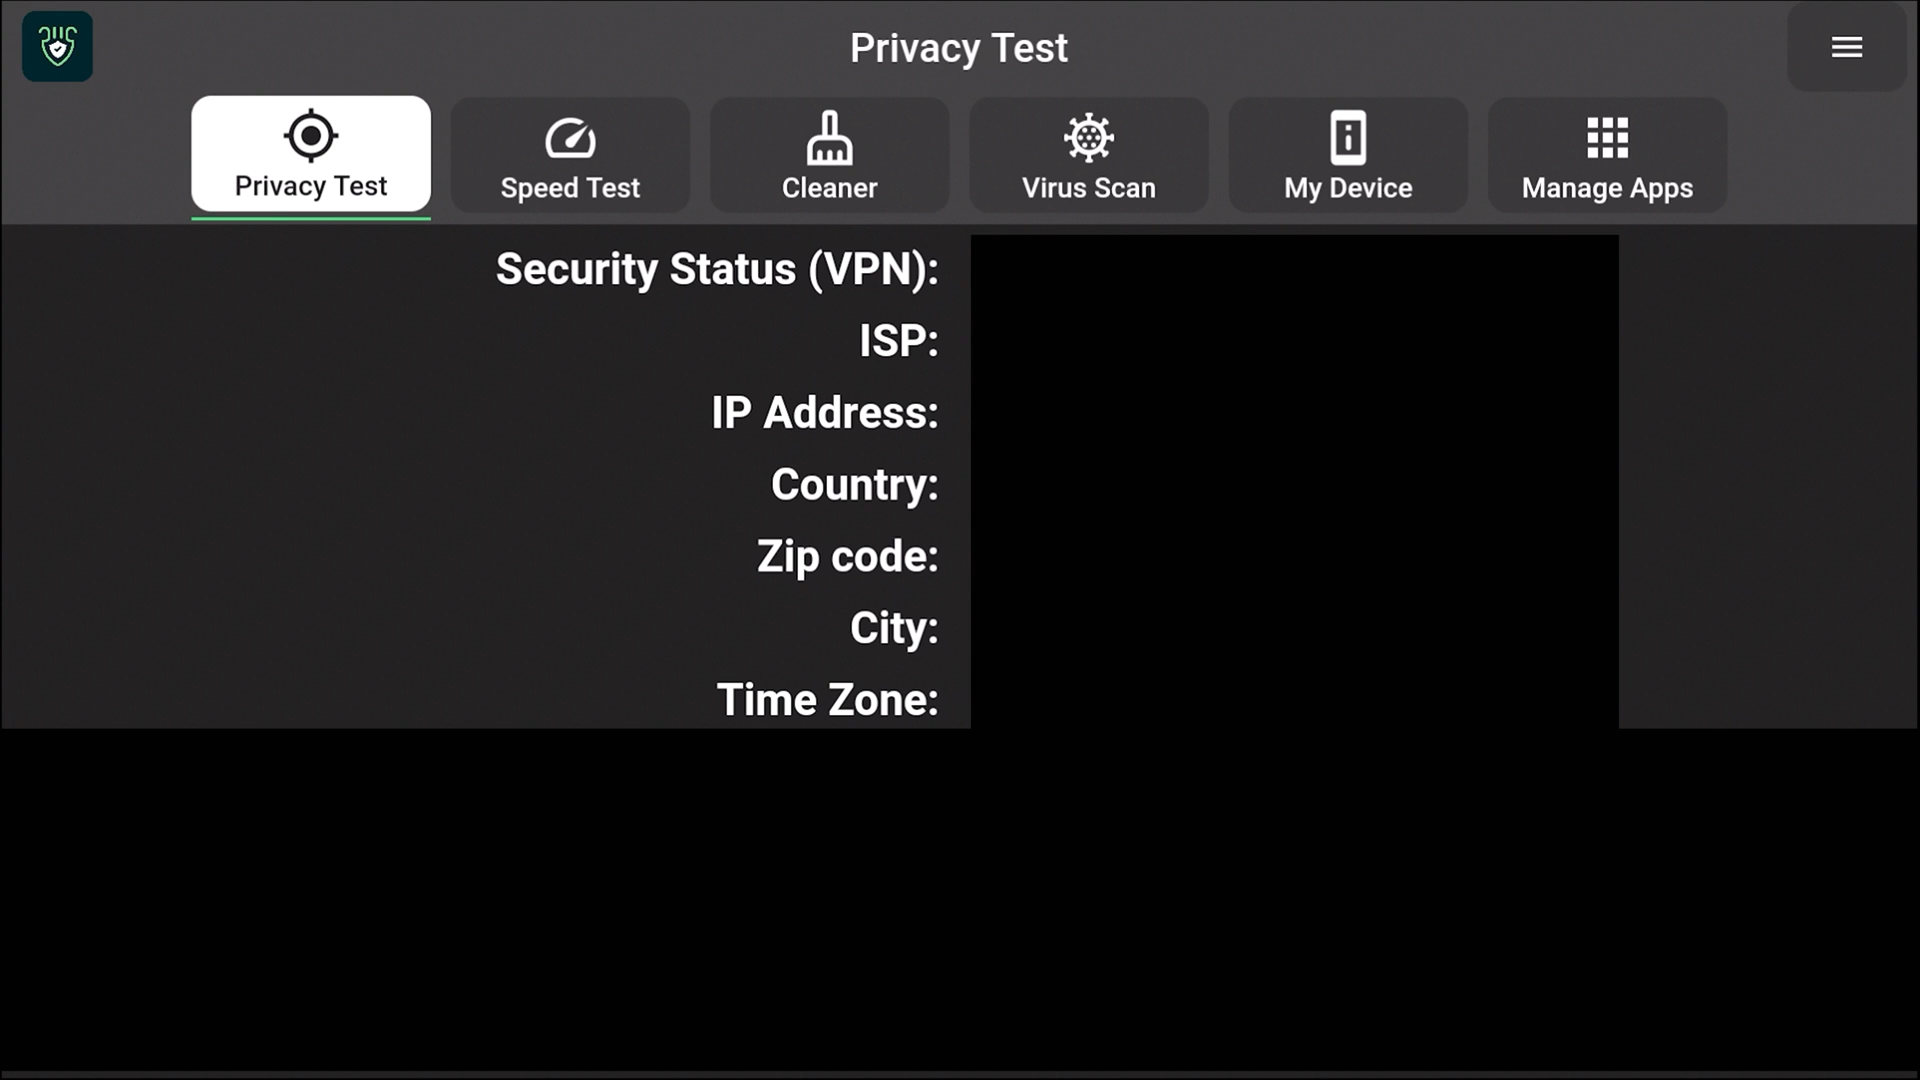 Privacy Test
Privacy Test
Speed Test
Cleaner
Virus Scan
My Device
Manage Apps
Security Status (VPN):
ISP:
IP Address:
Country:
Zip code:
City:
Time Zone: